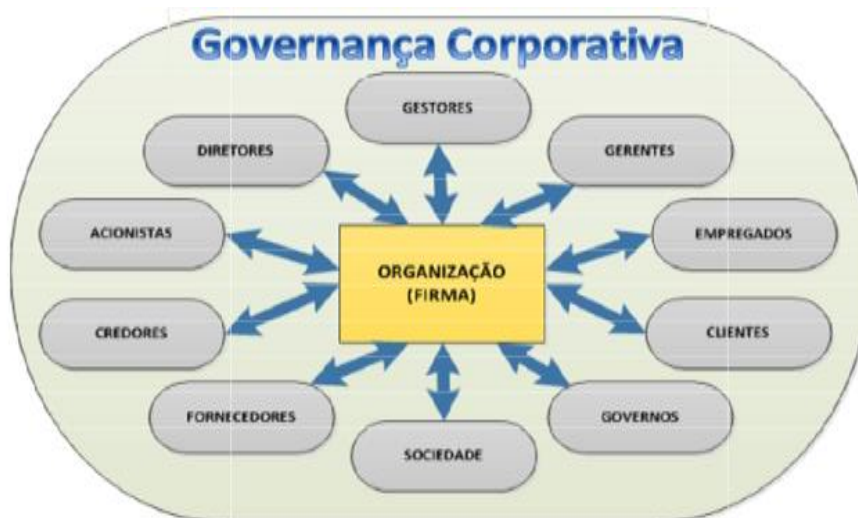 Governança Corporativa
GESTORES
DIRETORES
GERENTES
ACIONISTAS
EMPREGADOS
ORGANIZAÇÃO
(FIRMA)
CREDORES
CLIENTES
FORNECEDORES
GOVERNOS
SOCIEDADE